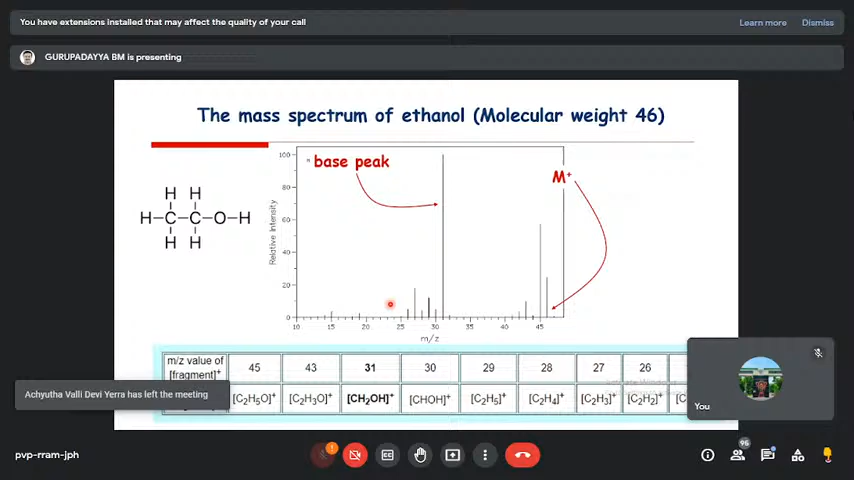 You have extensions installed that may affect the quality of your call
Learn more
Dismiss
GURUPADAYYA BM is presenting
The mass spectrum of ethanol (Molecular weight 46)
base peak
M+
H H
H-C-C-O-H
H H
Relative Intensity
100
80
60
40
20
0
10 15 20 25 30 35 40 45
m/z
m/z value of [fragment]+ 45 43 31 30 29 28 27 26
[C2H5O]+ [C2H3O]+ [CH2OH]+ [CHOH]+ [C2H5]+ [C2H4]+ [C2H3]+ [C2H2]+
Achyutha Valli Devi Yerra has left the meeting
You
pvp-rram-jph
95